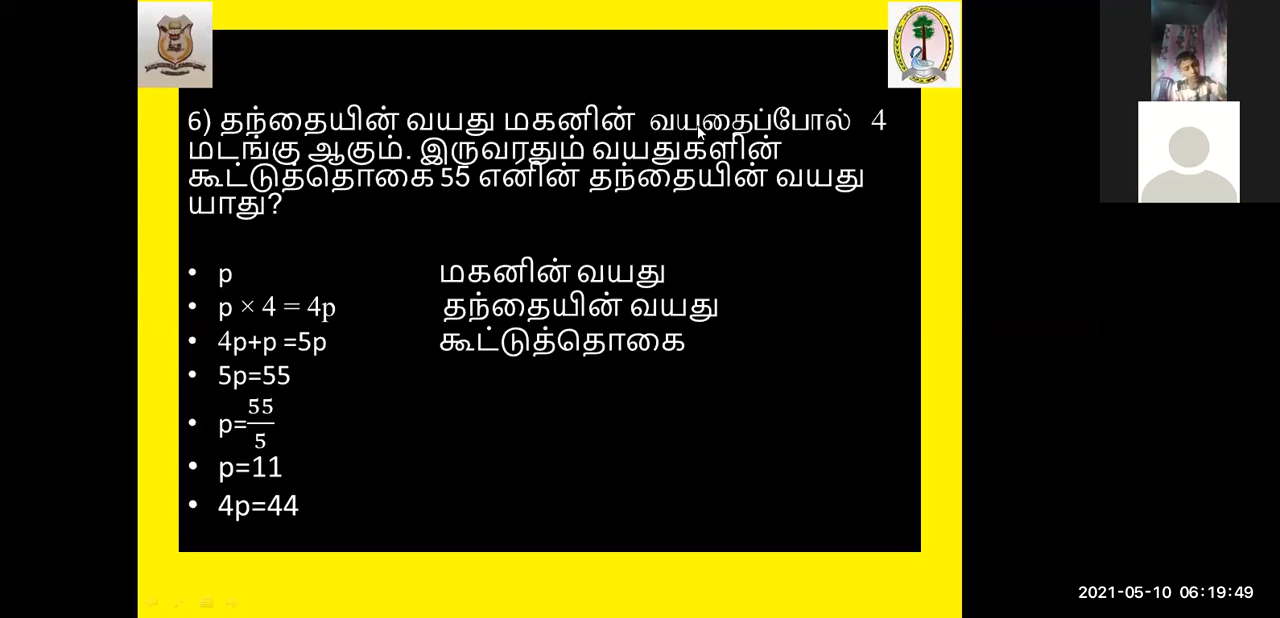 6) தந்தையின் வயது மகனின் வயதைப்போல் 4
மடங்கு ஆகும். இருவரதும் வயதுகளின்
கூட்டுத்தொகை 55 எனின் தந்தையின் வயது
யாது?
• p மகனின் வயது
• p × 4 = 4p தந்தையின் வயது
• 4p+p =5p கூட்டுத்தொகை
• 5p=55
• p=55/5
• p=11
• 4p=44
2021-05-10 06:19:49